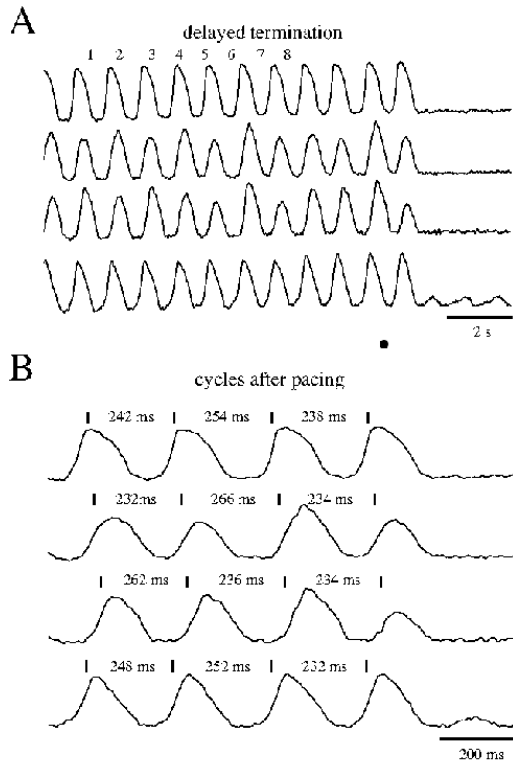 A
delayed termination
1 2 3 4 5 6 7 8
2 s
B
cycles after pacing
242 ms 254 ms 238 ms
232ms 266 ms 234 ms
262 ms 236 ms 234 ms
248 ms 252 ms 232 ms
200 ms